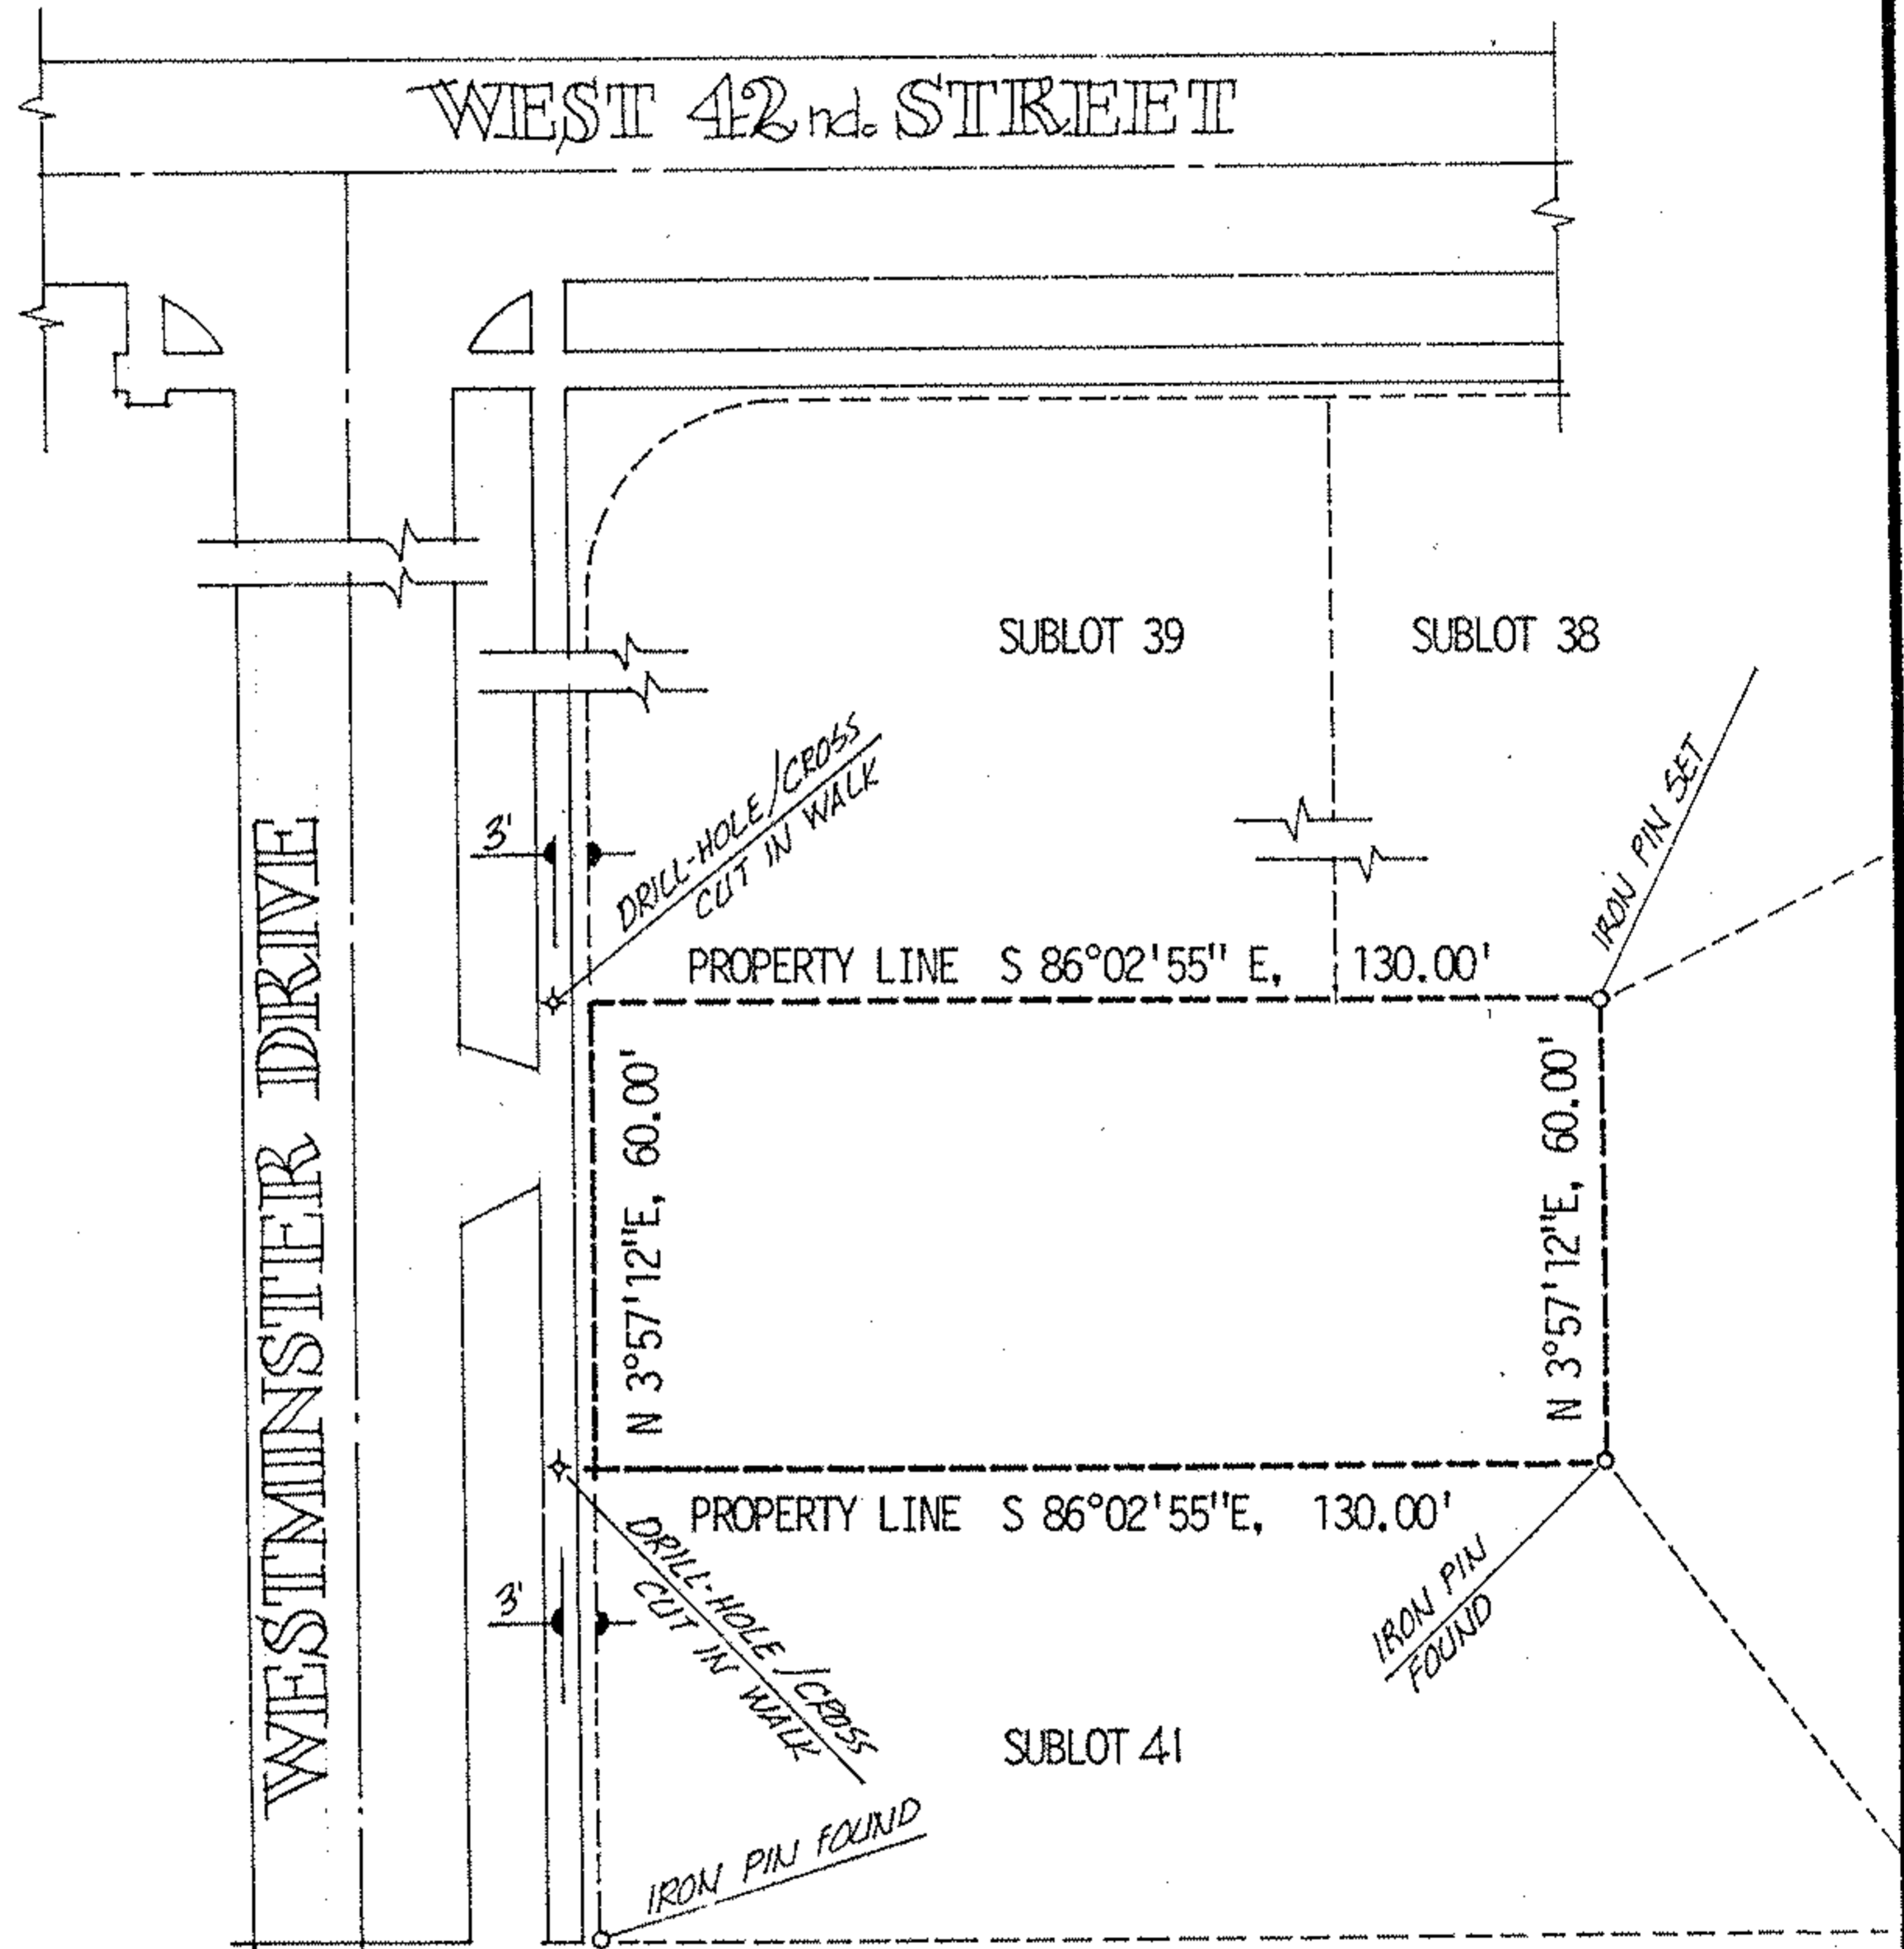 WEST 42nd. STREET
SUBLOT 39
SUBLOT 38
DRILL-HOLE/CROSS
CUT IN WALK
3'
IRON PIN SET
WESTMINSTER DRIVE
PROPERTY LINE S 86°02'55" E, 130.00'
N 3°57'12"E, 60.00'
N 3°57'12"E, 60.00'
PROPERTY LINE S 86°02'55"E, 130.00'
DRILL-HOLE/CROSS
CUT IN WALK
3'
IRON PIN
FOUND
SUBLOT 41
IRON PIN FOUND